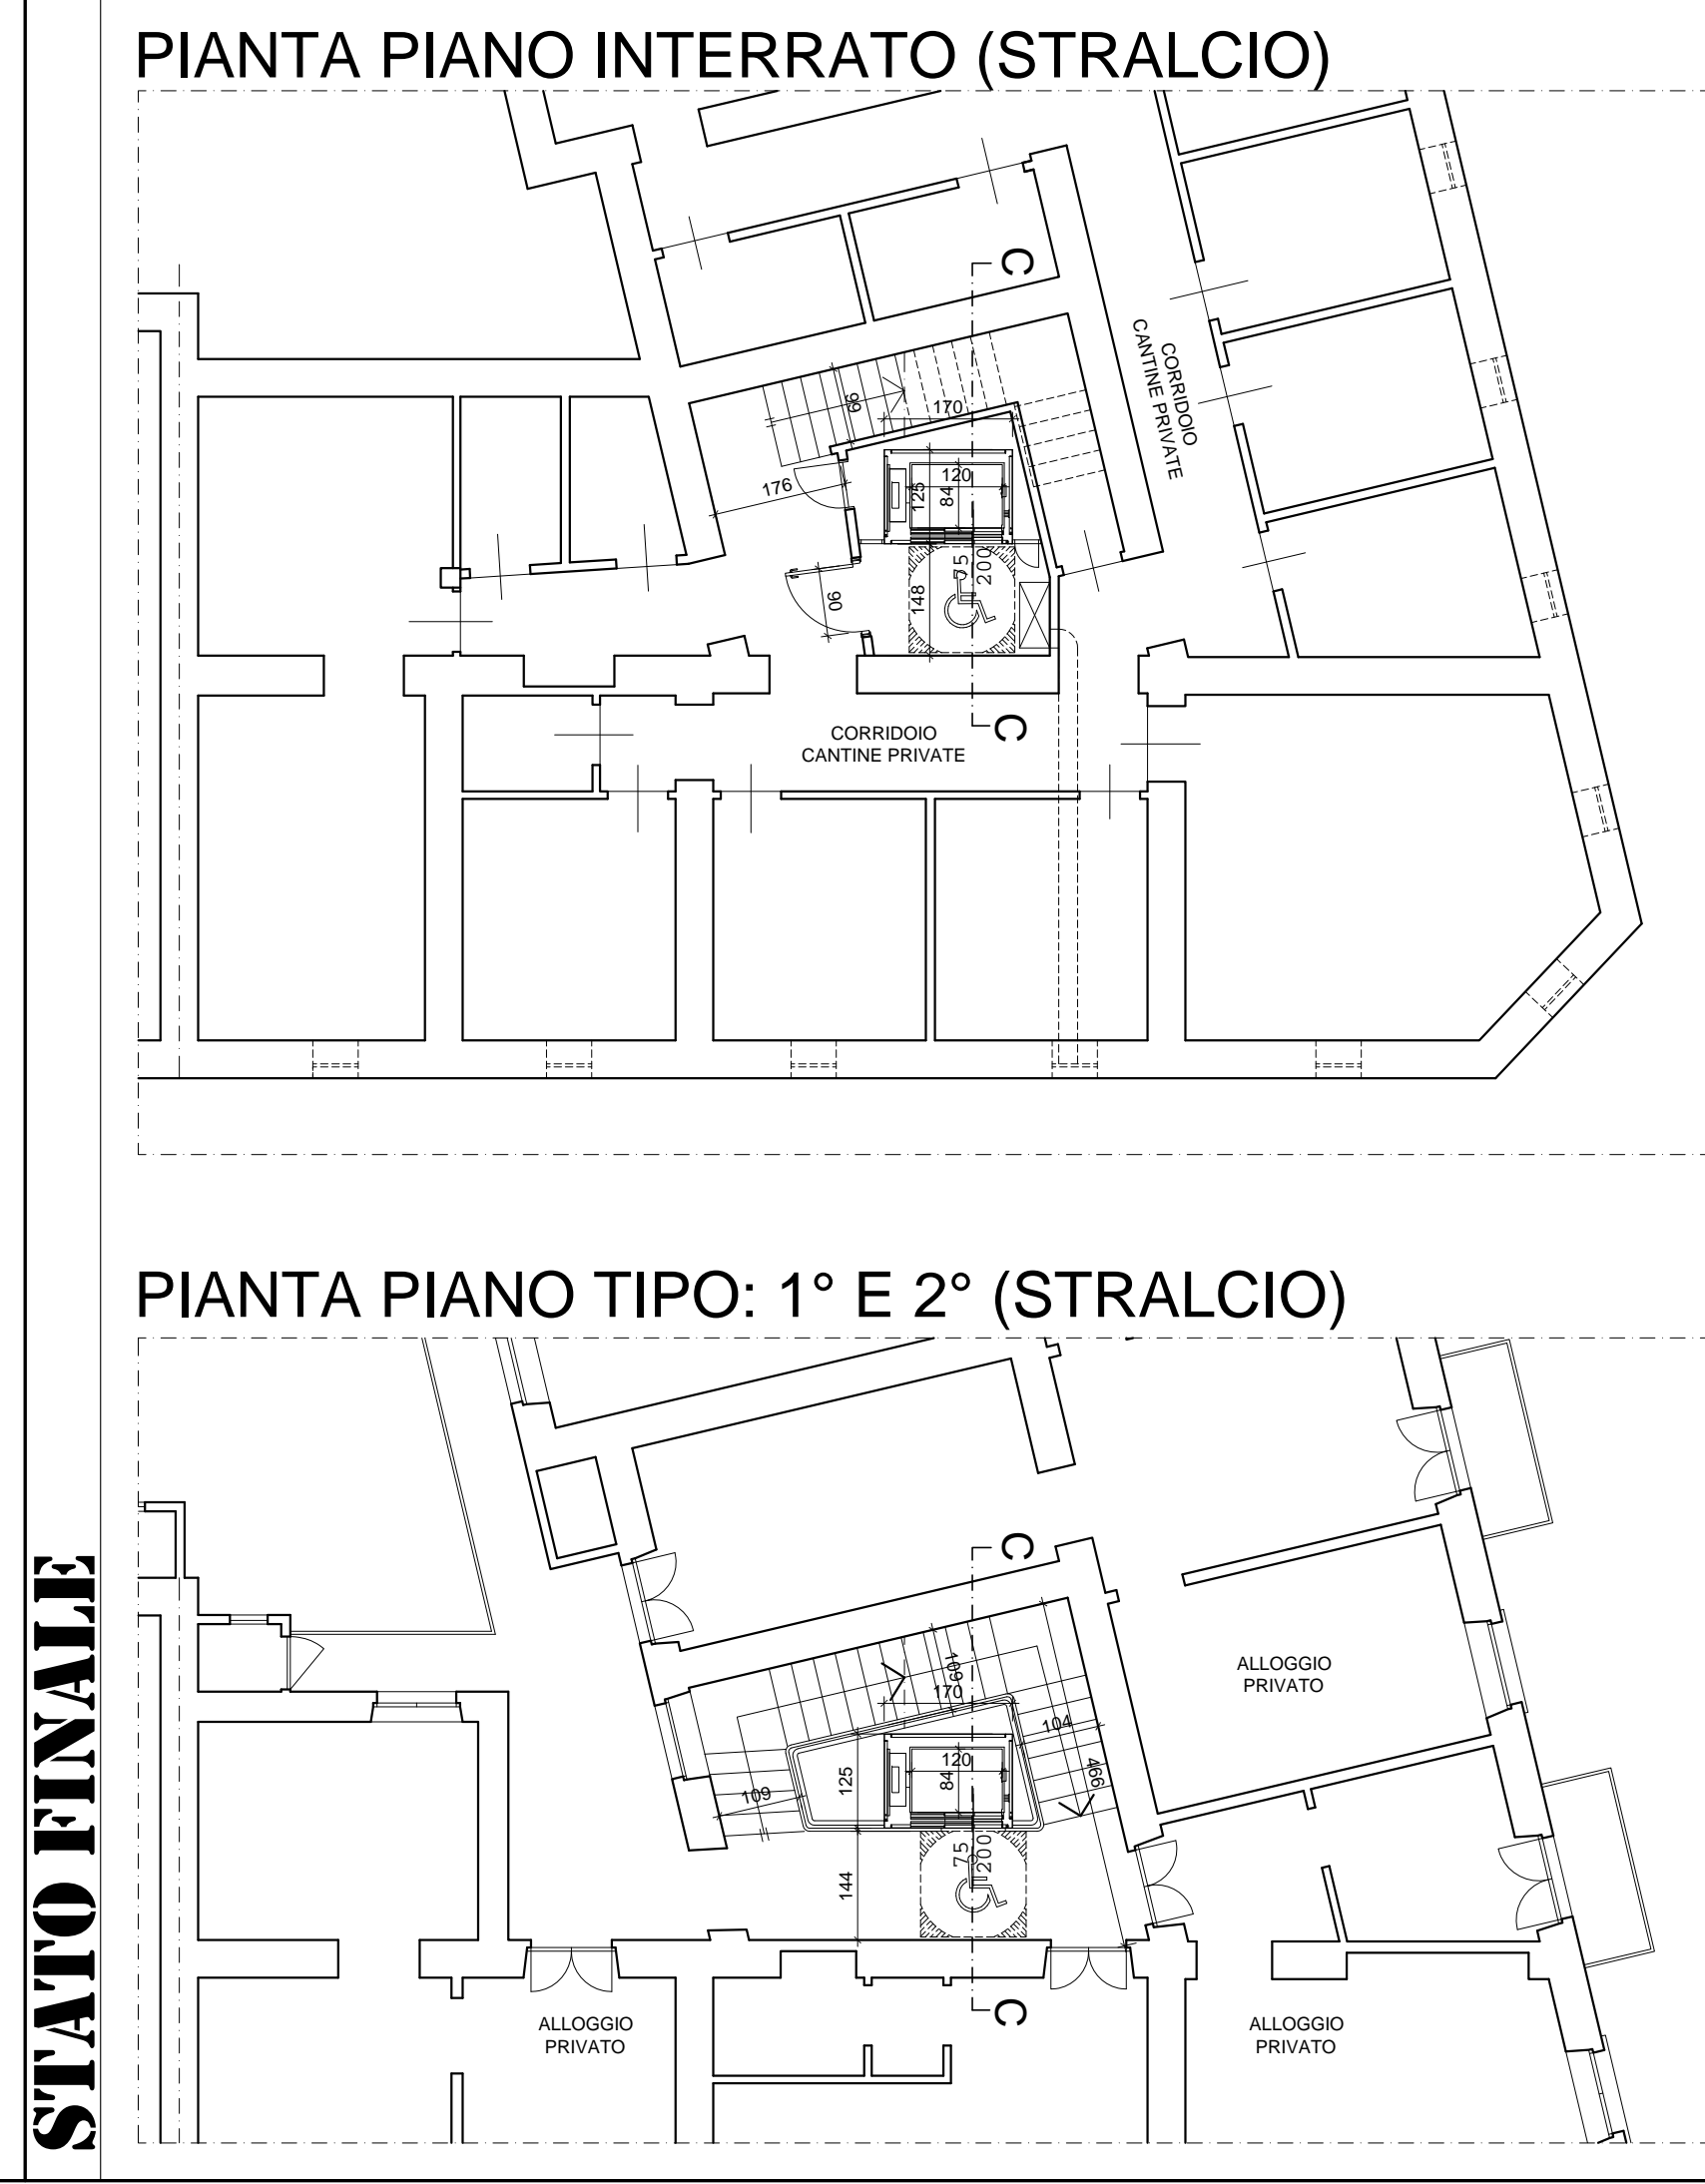 PIANTA PIANO INTERRATO (STRALCIO)
C
CORRIDOIO
CANTINE PRIVATE
99
170
176
120
125
84
75
200
148
90
C
CORRIDOIO
CANTINE PRIVATE
PIANTA PIANO TIPO: 1° E 2° (STRALCIO)
C
ALLOGGIO
PRIVATO
109
170
104
120
125
84
499
109
75
200
144
C
ALLOGGIO
PRIVATO
ALLOGGIO
PRIVATO
STATO FINALE